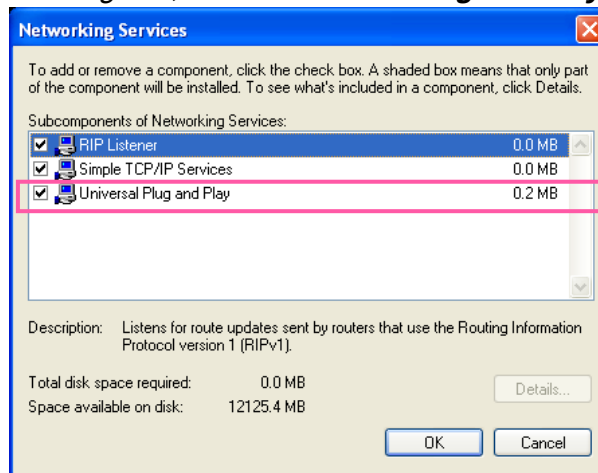 Networking Services
To add or remove a component, click the check box. A shaded box means that only part
of the component will be installed. To see what's included in a component, click Details.
Subcomponents of Networking Services:
RIP Listener 0.0 MB
Simple TCP/IP Services 0.0 MB
Universal Plug and Play 0.2 MB
Description: Listens for route updates sent by routers that use the Routing Information
Protocol version 1 (RIPv1).
Total disk space required: 0.0 MB
Details...
Space available on disk: 12125.4 MB
OK Cancel